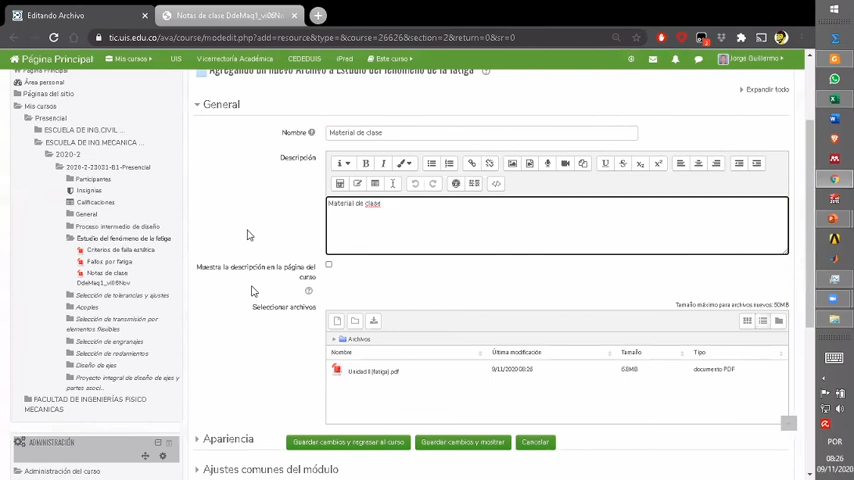 Editando Archivo
Notas de clase DdeMaq1_vi06Nov
tic.uis.edu.co/ava/course/modedit.php?add=resource&type=&course=26626&section=2&return=0&sr=0
Página Principal
Mis cursos
UIS
Vicerrectoría Académica
CEDEDUIS
iPred
Este curso
Jorge Guillermo
Página Principal
Área personal
Páginas del sitio
Mis cursos
Presencial
ESCUELA DE ING.CIVIL ...
ESCUELA DE ING.MECANICA ...
2020-2
2020-2-23021-B1-Presencial
Participantes
Insignias
Calificaciones
General
Proceso intermedio de diseño
Estudio del fenómeno de la fatiga
Criterios de falla estática
Fallos por fatiga
Notas de clase
DdeMaq1_vi06Nov
Selección de tolerancias y ajustes
Acoples
Selección de transmisión por
elementos flexibles
Selección de engranajes
Selección de rodamientos
Diseño de ejes
Proyecto integral de diseño de ejes y
partes asoci...
FACULTAD DE INGENIERÍAS FISICO
MECANICAS
ADMINISTRACIÓN
Administración del curso
Agregando un nuevo Archivo a Estudio del fenómeno de la fatiga
Expandir todo
General
Nombre
Material de clase
Descripción
Material de clase
Muestra la descripción en la página del
curso
Seleccionar archivos
Tamaño máximo para archivos nuevos: 50MB
Archivos
Nombre
Última modificación
Tamaño
Tipo
Unidad II (fatiga).pdf
9/11/2020 08:26
6.8MB
documento PDF
Apariencia
Guardar cambios y regresar al curso
Guardar cambios y mostrar
Cancelar
Ajustes comunes del módulo
POR
08:26
09/11/2020